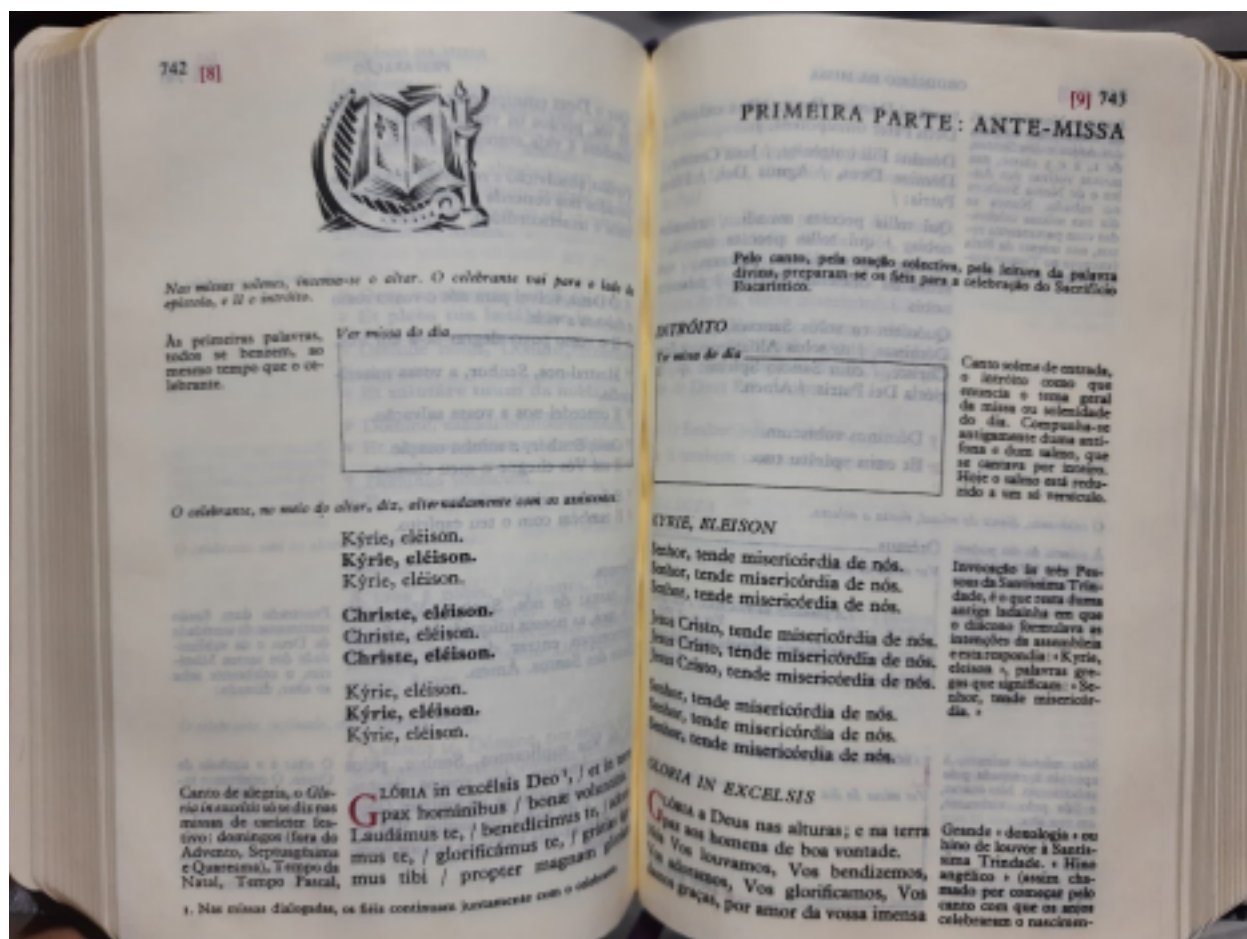 742 [8]
Nas missas solenes, incensa-se o altar. O celebrante vai para o lado da
epístola, e lê o intróito.
Às primeiras palavras,
todos se benzem, ao
mesmo tempo que o ce-
lebrante.
Ver missa do dia
O celebrante, no meio do altar, diz, alternadamente com os assistentes:
Kýrie, eléison.
Kýrie, eléison.
Kýrie, eléison.
Christe, eléison.
Christe, eléison.
Christe, eléison.
Kýrie, eléison.
Kýrie, eléison.
Kýrie, eléison.
Canto de alegria, o Gló-
ria in excelsis só se diz nas
missas de carácter fes-
tivo: domingos (fora do
Advento, Septuagésima
e Quaresma), Tempo do
Natal, Tempo Pascal,
GLÓRIA in excélsis Deo¹, / et in terra
pax homínibus / bonæ voluntátis.
Laudámus te, / benedícimus te, / adorá-
mus te, / glorificámus te, / grátias ági-
mus tibi / propter magnam glóriam
1. Nas missas dialogadas, os fiéis continuam juntamente com o celebrante
[9] 743
PRIMEIRA PARTE: ANTE-MISSA
Pelo canto, pela oração colectiva, pela leitura da palavra
divina, preparam-se os fiéis para a celebração do Sacrifício
Eucarístico.
INTRÓITO
Ver missa do dia
Canto solene de entrada,
o intróito como que
enuncia o tema geral
da missa ou solenidade
do dia. Compunha-se
antigamente duma antí-
fona e dum salmo, que
se cantava por inteiro.
Hoje o salmo está redu-
zido a um só versículo.
KYRIE, ELEISON
Senhor, tende misericórdia de nós.
Senhor, tende misericórdia de nós.
Senhor, tende misericórdia de nós.
Jesus Cristo, tende misericórdia de nós.
Jesus Cristo, tende misericórdia de nós.
Jesus Cristo, tende misericórdia de nós.
Senhor, tende misericórdia de nós.
Senhor, tende misericórdia de nós.
Senhor, tende misericórdia de nós.
Invocação às três Pes-
soas da Santíssima Trin-
dade, é o que resta duma
antiga ladainha em que
o diácono formulava as
intenções da assembleia
e esta respondia: «Kyrie,
eleison», palavras gre-
gas que significam: «Se-
nhor, tende misericór-
dia.»
GLORIA IN EXCELSIS
GLÓRIA a Deus nas alturas; e na terra
paz aos homens de boa vontade.
Nós Vos louvamos, Vos bendizemos,
Vos adoramos, Vos glorificamos, Vos
damos graças, por amor da vossa imensa
Grande «doxologia» ou
hino de louvor à Santís-
sima Trindade. «Hino
angélico» (assim cha-
mado por começar pelo
canto com que os anjos
celebraram o nascimen-